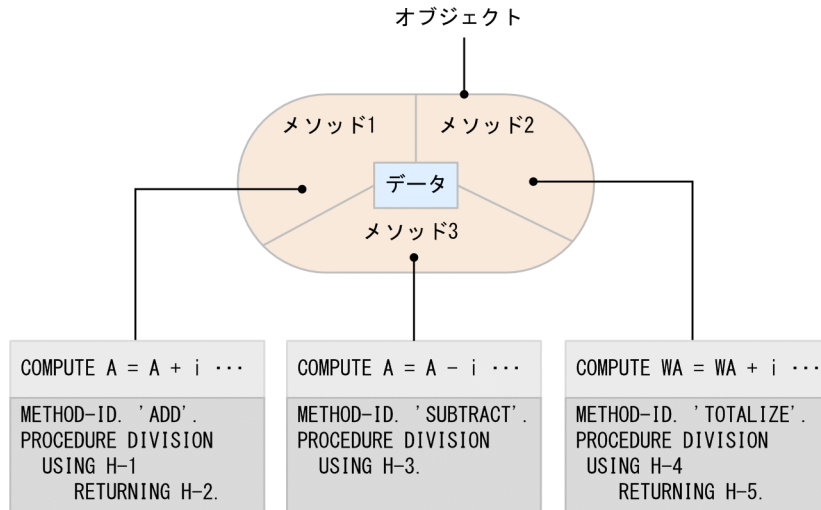 オブジェクト
メソッド1
メソッド2
データ
メソッド3
COMPUTE A = A + i ･･･
METHOD-ID. 'ADD'.
PROCEDURE DIVISION
USING H-1
RETURNING H-2.
COMPUTE A = A - i ･･･
METHOD-ID. 'SUBTRACT'.
PROCEDURE DIVISION
USING H-3.
COMPUTE WA = WA + i ･･･
METHOD-ID. 'TOTALIZE'.
PROCEDURE DIVISION
USING H-4
RETURNING H-5.